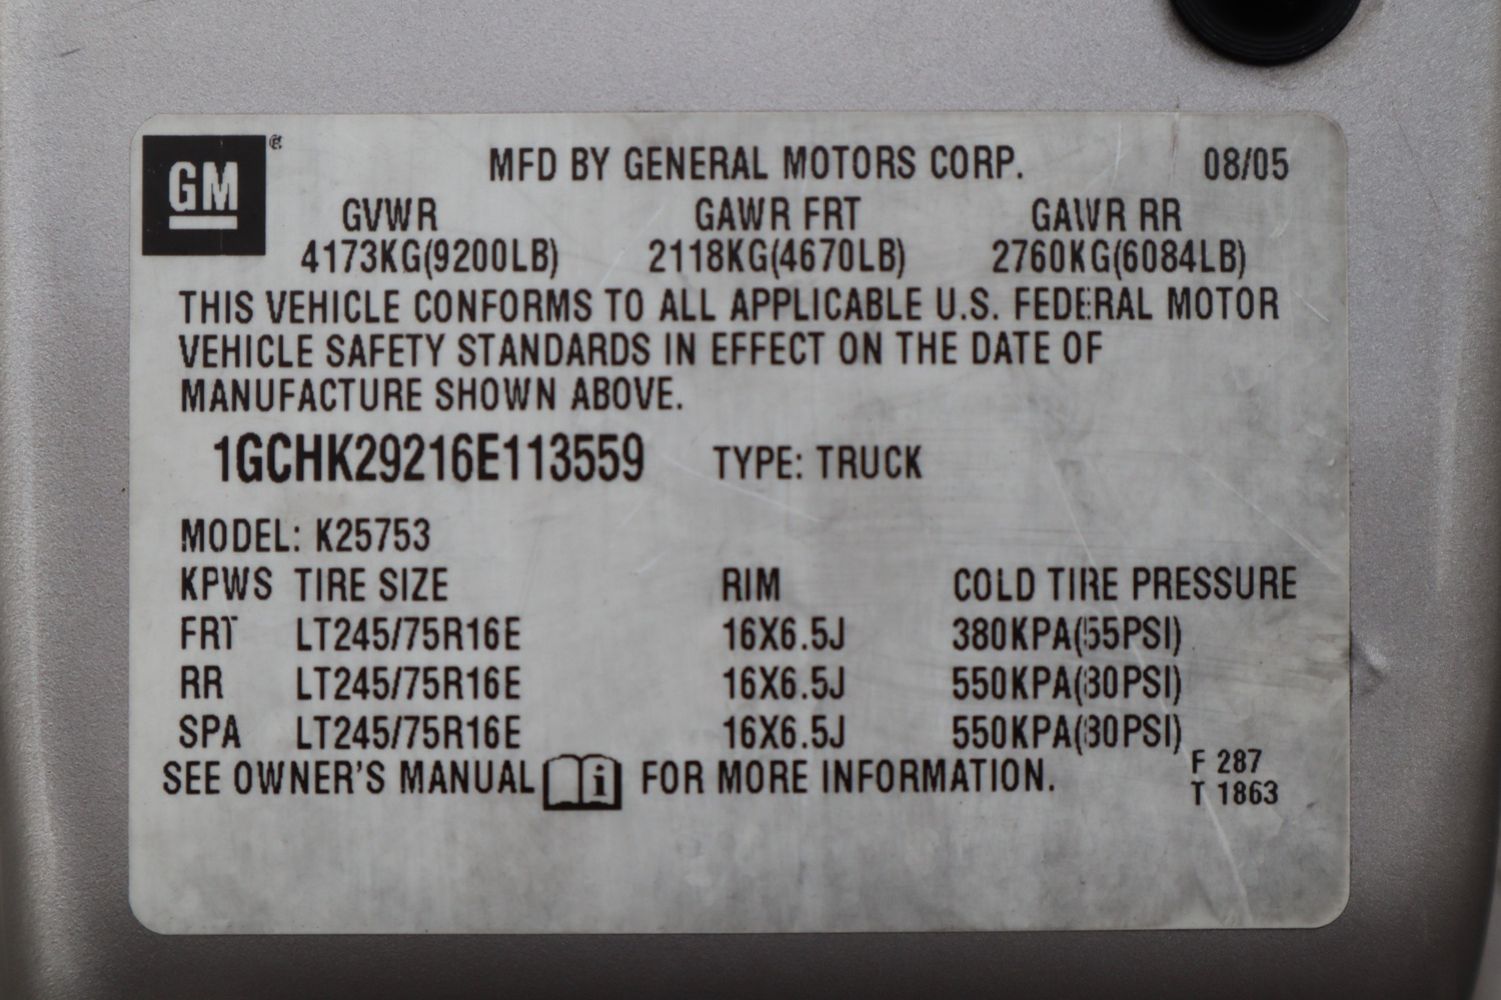 GM
MFD BY GENERAL MOTORS CORP. 08/05
GVWR GAWR FRT GAWR RR
4173KG(9200LB) 2118KG(4670LB) 2760KG(6084LB)
THIS VEHICLE CONFORMS TO ALL APPLICABLE U.S. FEDERAL MOTOR
VEHICLE SAFETY STANDARDS IN EFFECT ON THE DATE OF
MANUFACTURE SHOWN ABOVE.
1GCHK29216E113559 TYPE: TRUCK
MODEL: K25753
KPWS TIRE SIZE RIM COLD TIRE PRESSURE
FRT LT245/75R16E 16X6.5J 380KPA(55PSI)
RR LT245/75R16E 16X6.5J 550KPA(80PSI)
SPA LT245/75R16E 16X6.5J 550KPA(80PSI)
SEE OWNER'S MANUAL i FOR MORE INFORMATION.
F 287
T 1863